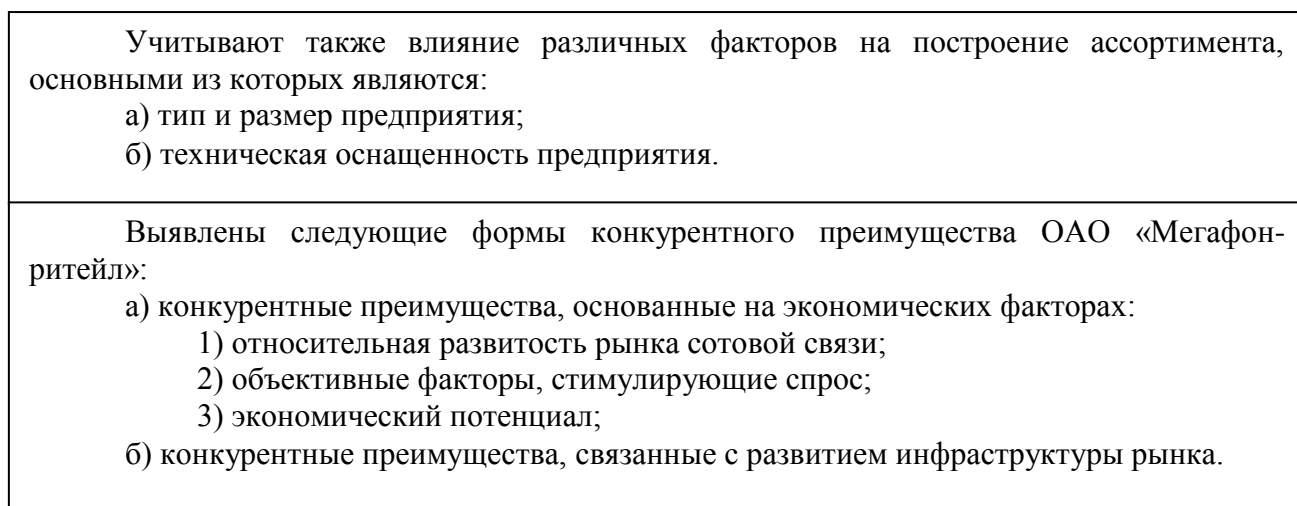 Учитывают также влияние различных факторов на построение ассортимента,
основными из которых являются:
а) тип и размер предприятия;
б) техническая оснащенность предприятия.
Выявлены следующие формы конкурентного преимущества ОАО «Мегафон-
ритейл»:
а) конкурентные преимущества, основанные на экономических факторах:
1) относительная развитость рынка сотовой связи;
2) объективные факторы, стимулирующие спрос;
3) экономический потенциал;
б) конкурентные преимущества, связанные с развитием инфраструктуры рынка.